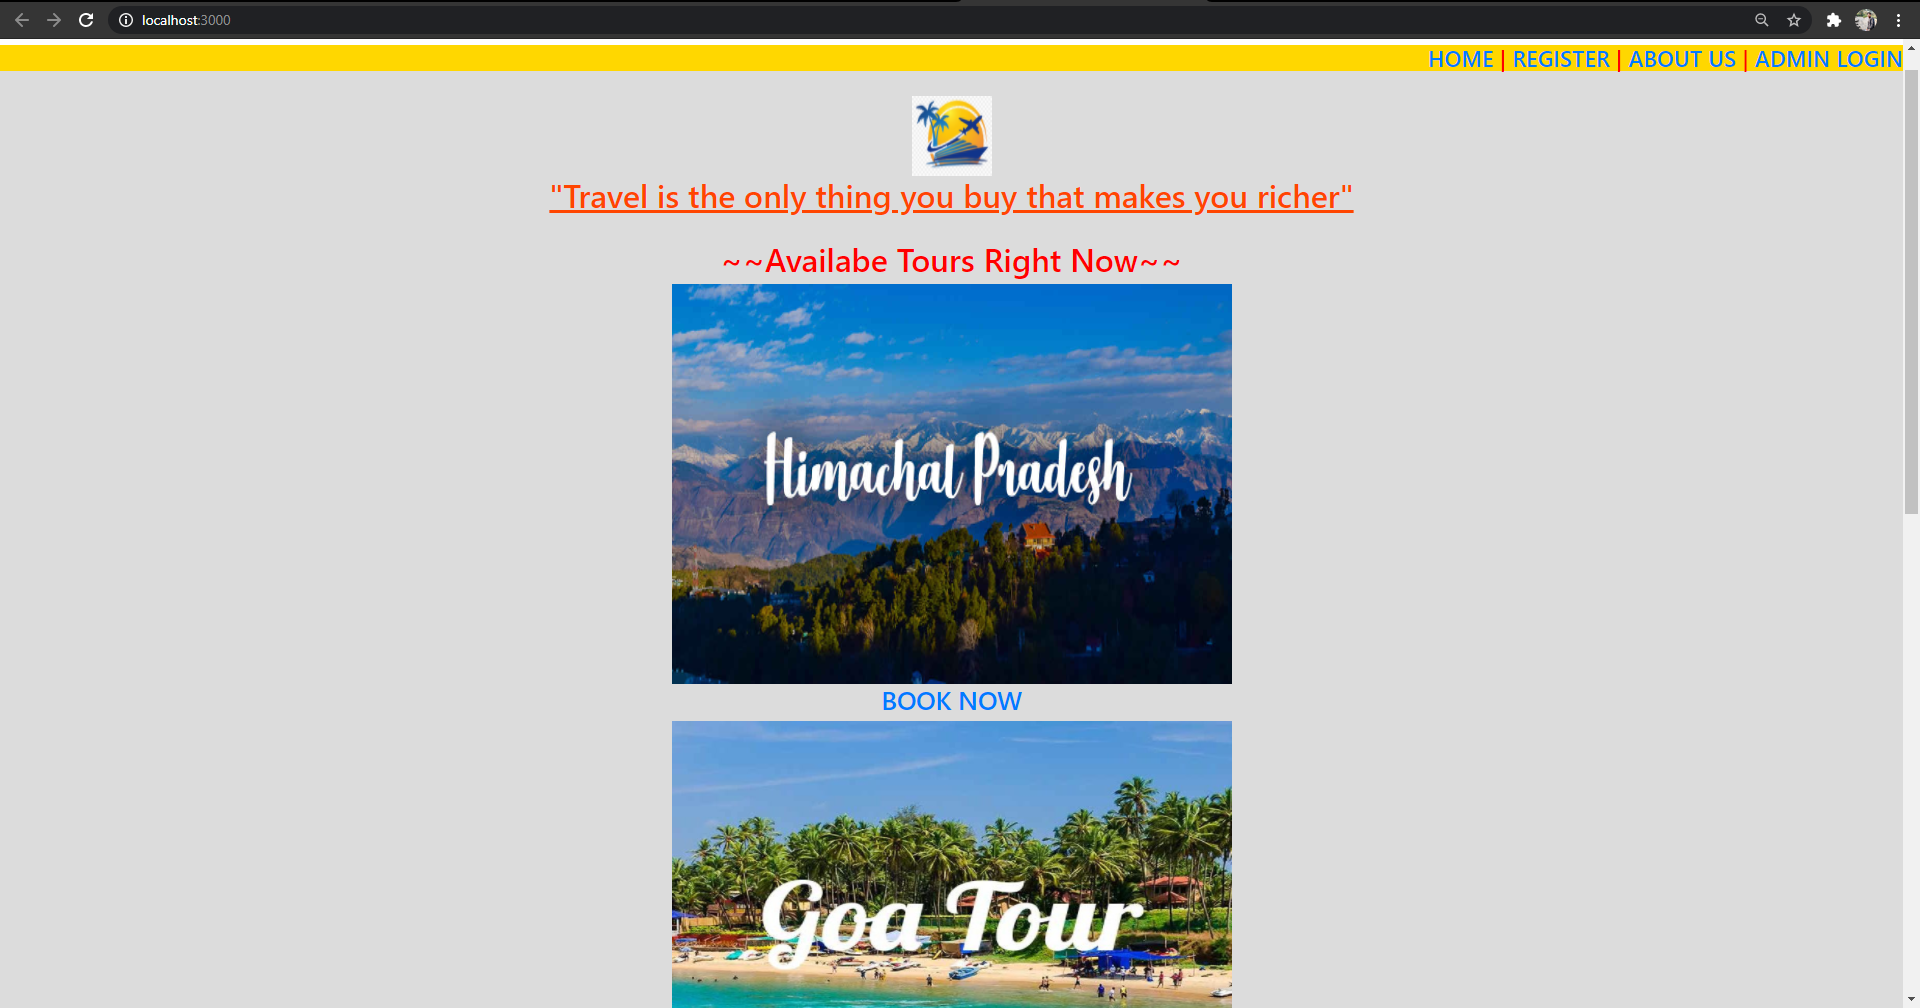 localhost:3000
HOME | REGISTER | ABOUT US | ADMIN LOGIN
"Travel is the only thing you buy that makes you richer"
~~Availabe Tours Right Now~~
Himachal Pradesh
BOOK NOW
Goa Tour